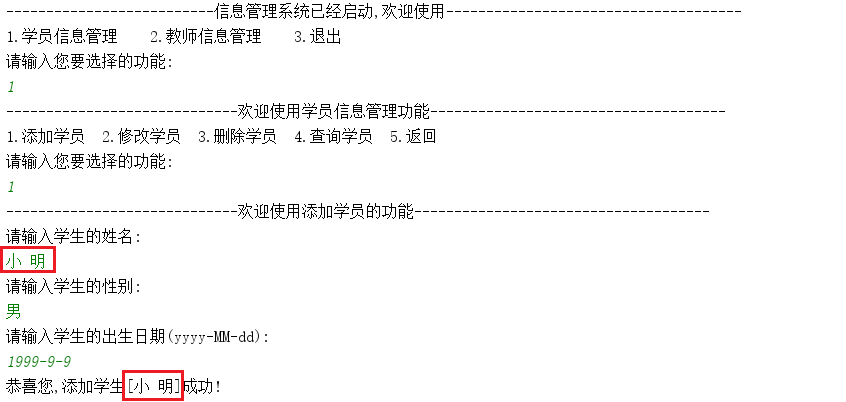 --------------------------信息管理系统已经启动,欢迎使用-------------------------------------
1.学员信息管理    2.教师信息管理    3.退出
请输入您要选择的功能:
1
-----------------------------欢迎使用学员信息管理功能-------------------------------------
1.添加学员  2.修改学员  3.删除学员  4.查询学员  5.返回
请输入您要选择的功能:
1
-----------------------------欢迎使用添加学员的功能-------------------------------------
请输入学生的姓名:
小 明
请输入学生的性别:
男
请输入学生的出生日期(yyyy-MM-dd):
1999-9-9
恭喜您,添加学生[小 明]成功!